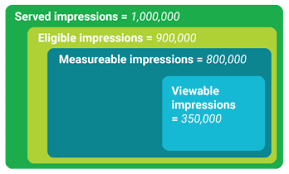 Served impressions = 1,000,000
Eligible impressions = 900,000
Measureable impressions = 800,000
Viewable
impressions
= 350,000